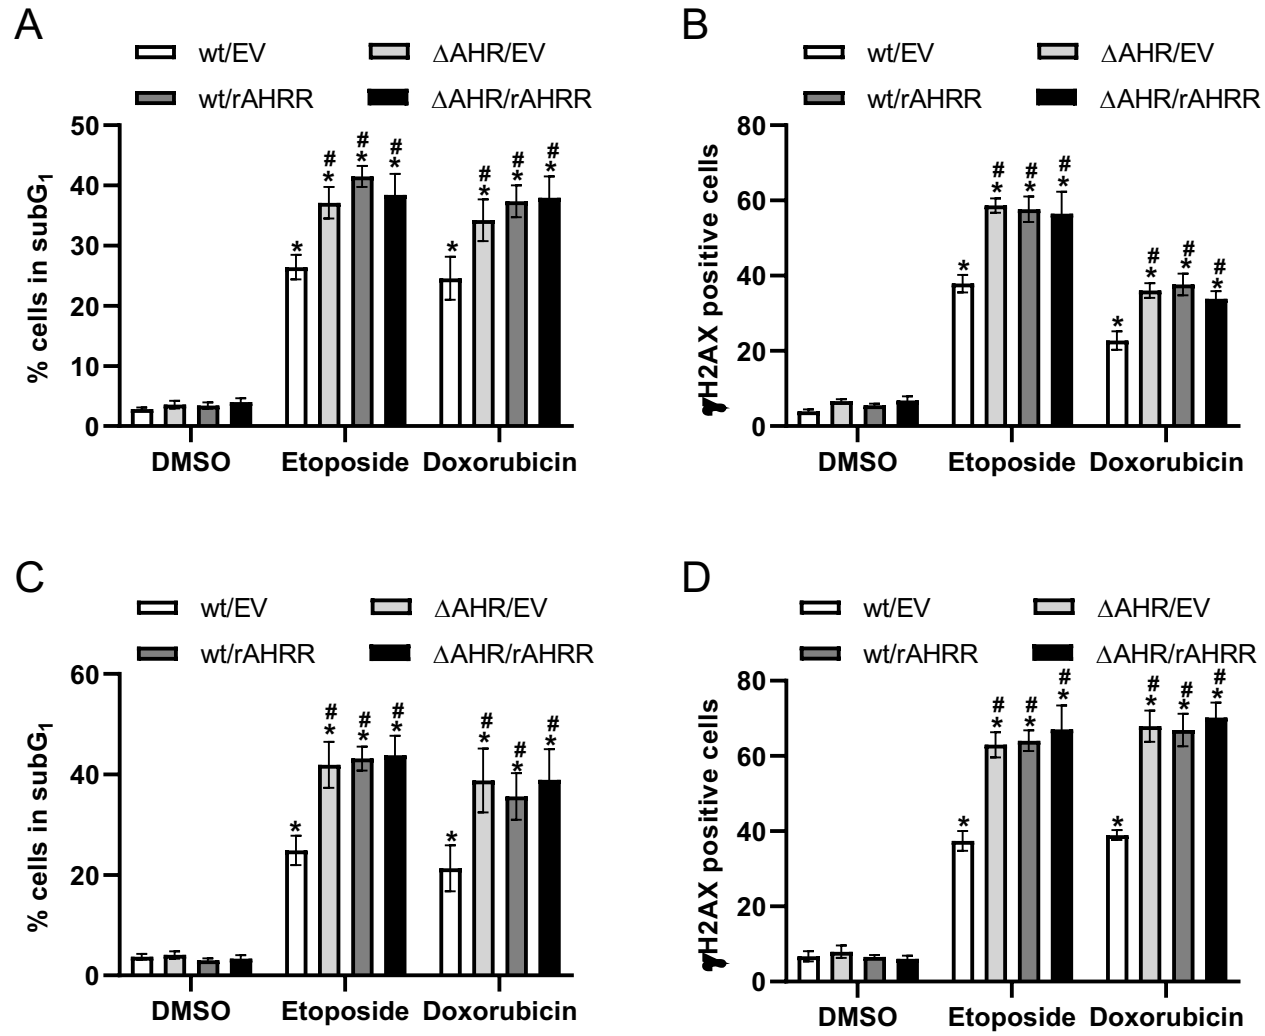 A
wt/EV ΔAHR/EV
wt/rAHRR ΔAHR/rAHRR
% cells in subG₁
50
40
30
20
10
0
* #* #* #* * #* #* #*
DMSO Etoposide Doxorubicin
B
wt/EV ΔAHR/EV
wt/rAHRR ΔAHR/rAHRR
γH2AX positive cells
80
60
40
20
0
* #* #* #* * #* #* #*
DMSO Etoposide Doxorubicin
C
wt/EV ΔAHR/EV
wt/rAHRR ΔAHR/rAHRR
% cells in subG₁
60
40
20
0
* #* #* #* * #* #* #*
DMSO Etoposide Doxorubicin
D
wt/EV ΔAHR/EV
wt/rAHRR ΔAHR/rAHRR
γH2AX positive cells
80
60
40
20
0
* #* #* #* * #* #* #*
DMSO Etoposide Doxorubicin